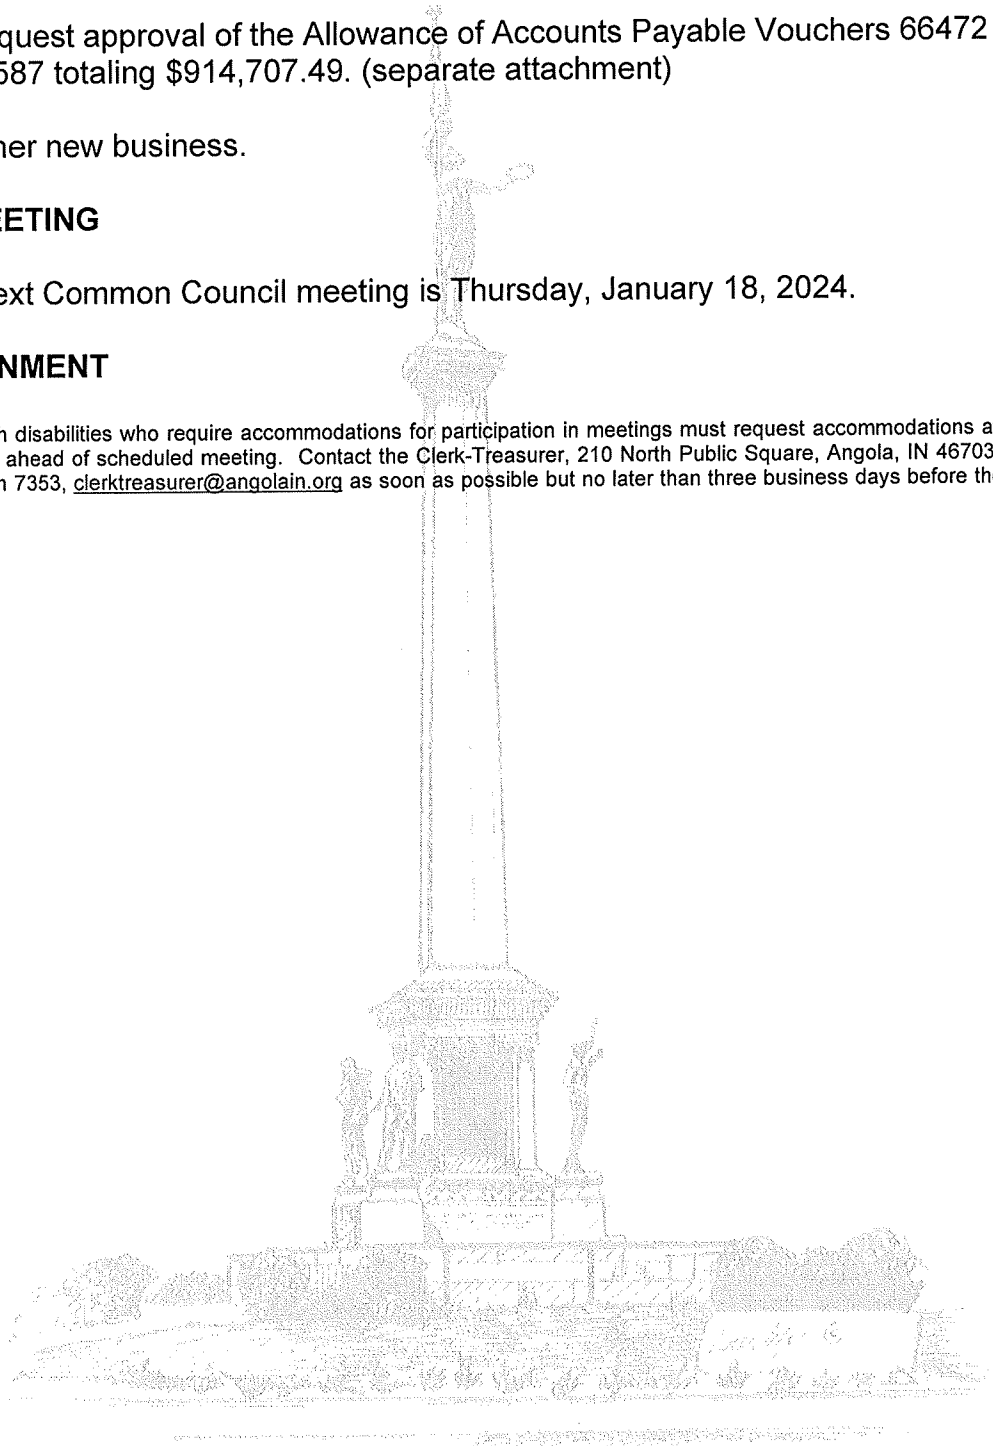 quest approval of the Allowance of Accounts Payable Vouchers 66472
587 totaling $914,707.49. (separate attachment)
her new business.
EETING
ext Common Council meeting is Thursday, January 18, 2024.
NMENT
h disabilities who require accommodations for participation in meetings must request accommodations a
ahead of scheduled meeting. Contact the Clerk-Treasurer, 210 North Public Square, Angola, IN 46703
n 7353, clerktreasurer@angolain.org as soon as possible but no later than three business days before th